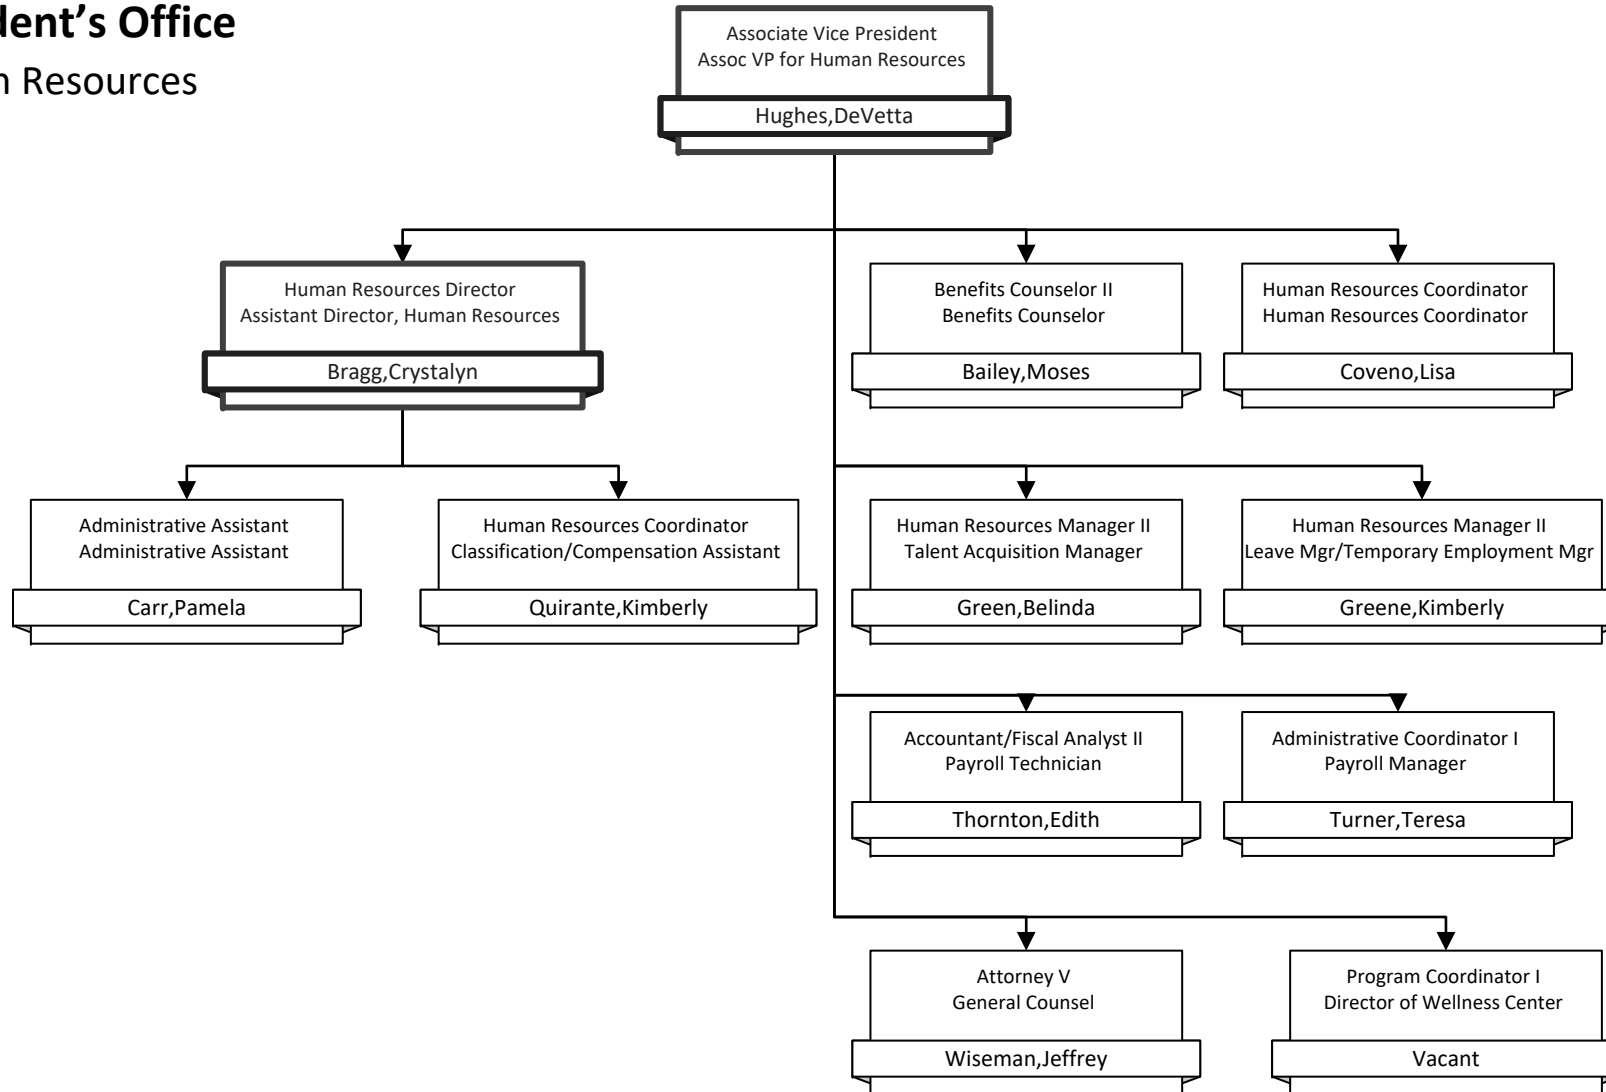 dent's Office
Resources
Associate Vice President
Assoc VP for Human Resources
Hughes,DeVetta
Human Resources Director
Assistant Director, Human Resources
Bragg,Crystalyn
Benefits Counselor II
Benefits Counselor
Bailey,Moses
Human Resources Coordinator
Human Resources Coordinator
Coveno,Lisa
Administrative Assistant
Administrative Assistant
Carr,Pamela
Human Resources Coordinator
Classification/Compensation Assistant
Quirante,Kimberly
Human Resources Manager II
Talent Acquisition Manager
Green,Belinda
Human Resources Manager II
Leave Mgr/Temporary Employment Mgr
Greene,Kimberly
Accountant/Fiscal Analyst II
Payroll Technician
Thornton,Edith
Administrative Coordinator I
Payroll Manager
Turner,Teresa
Attorney V
General Counsel
Wiseman,Jeffrey
Program Coordinator I
Director of Wellness Center
Vacant